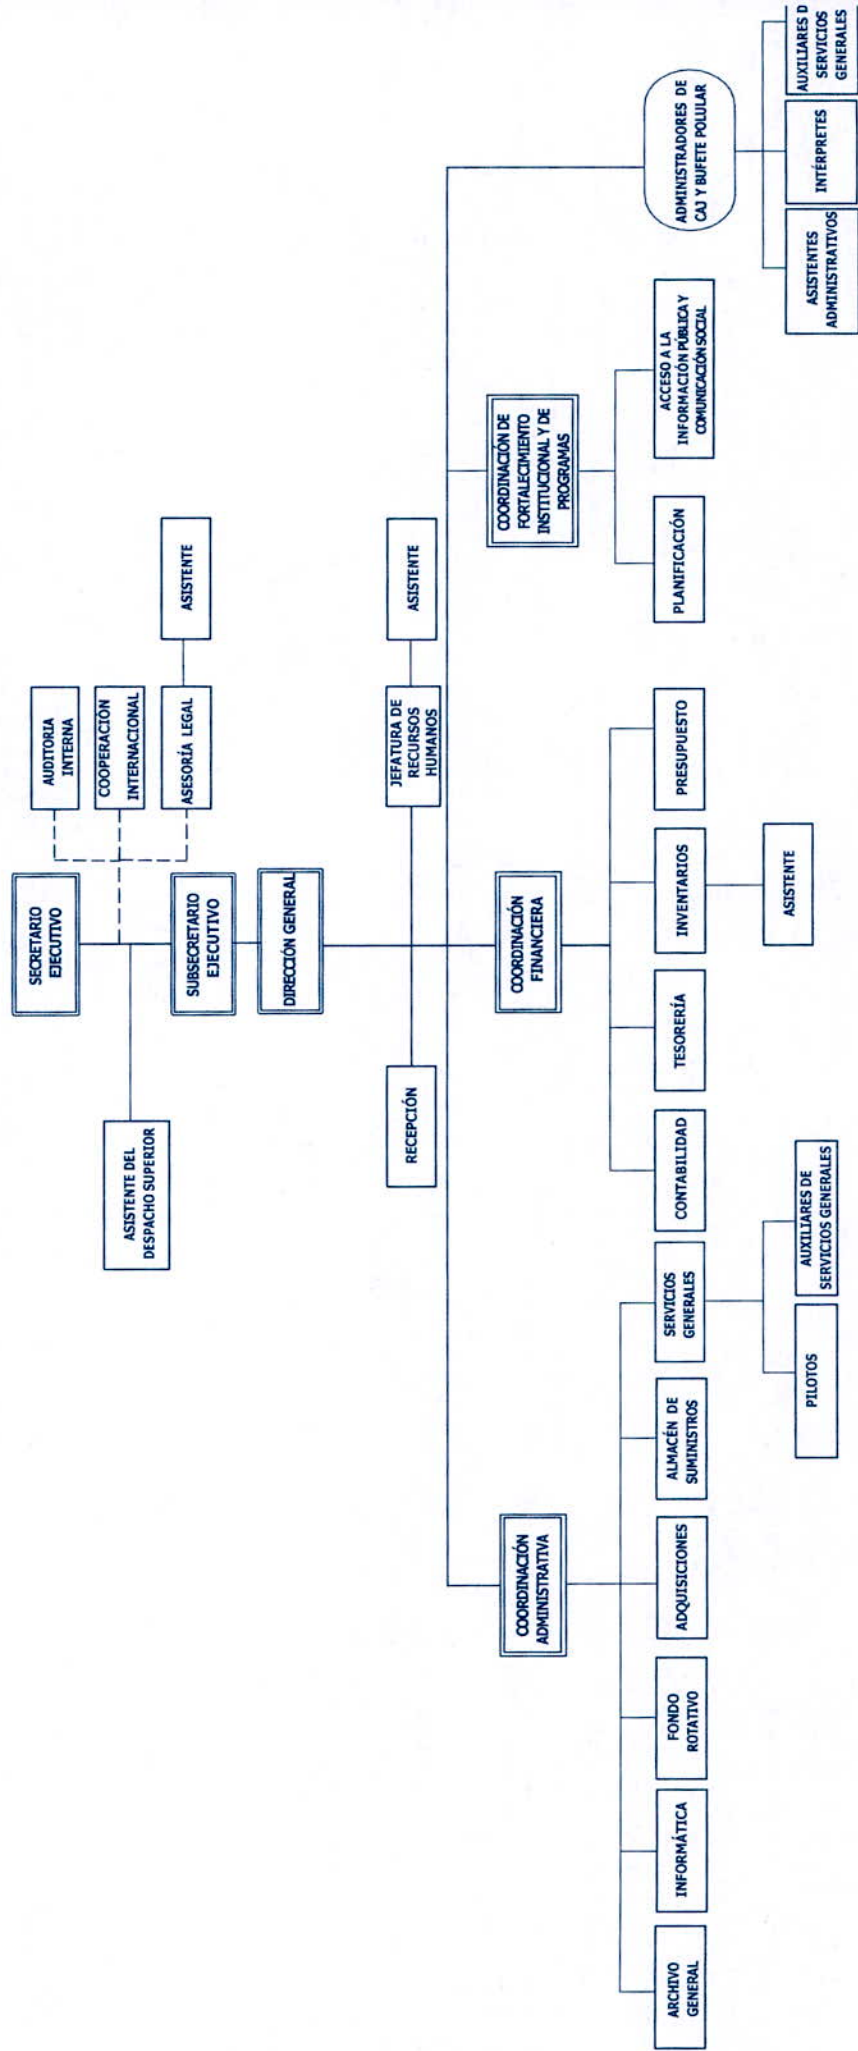 SECRETARIO
EJECUTIVO
AUDITORIA
INTERNA
COOPERACIÓN
INTERNACIONAL
ASESORÍA LEGAL
ASISTENTE
ASISTENTE DEL
DESPACHO SUPERIOR
SUBSECRETARIO
EJECUTIVO
DIRECCIÓN GENERAL
RECEPCIÓN
JEFATURA DE
RECURSOS
HUMANOS
ASISTENTE
COORDINACIÓN
ADMINISTRATIVA
COORDINACIÓN
FINANCIERA
COORDINACIÓN DE
FORTALECIMIENTO
INSTITUCIONAL Y DE
PROGRAMAS
ADMINISTRADORES DE
CAJ Y BUFETE POLULAR
ARCHIVO
GENERAL
INFORMÁTICA
FONDO
ROTATIVO
ADQUISICIONES
ALMACÉN DE
SUMINISTROS
SERVICIOS
GENERALES
CONTABILIDAD
TESORERÍA
INVENTARIOS
PRESUPUESTO
PLANIFICACIÓN
ACCESO A LA
INFORMACIÓN PÚBLICA Y
COMUNICACIÓN SOCIAL
PILOTOS
AUXILIARES DE
SERVICIOS GENERALES
ASISTENTE
ASISTENTES
ADMINISTRATIVOS
INTÉRPRETES
AUXILIARES D
SERVICIOS
GENERALES